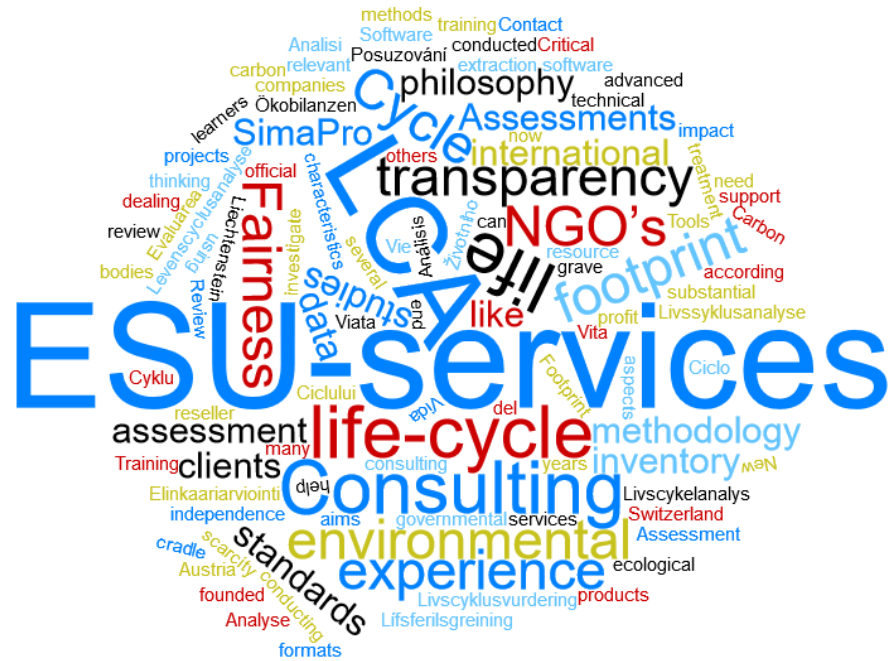 methods
training
Contact
Analisi
Software
Posuzování
conducted
Critical
relevant
extraction software
carbon
companies
philosophy
advanced
technical
Ökobilanzen
learners
Cycle
SimaPro
Assessments
impact
now
projects
official
others
international
treatment
need
thinking
characteristics
LCA
transparency
support
dealing
Evaluarea
Levenscyclusanalyse
Fairness
Liechtenstein
can
NGO’s
Tools
Carbon
review
using
investigate
several
Vie
Análisis
Životního
life
resource
grave
footprint
according
bodies
Review
studies
data
and
like
substantial
profit
Livssyklusanalyse
Viata
Vita
ESU-services
Cyklu
Ciclului
Vida
Footprint
aspects
Ciclo
reseller
del
assessment
many
life-cycle
methodology
Training
clients
consulting
years
inventory
New
Elinkaariarviointi
help
Consulting
Livscykelanalys
independence
aims
governmental
services
Switzerland
cradle
scarcity
standards
environmental
Assessment
Austria
conducting
experience
ecological
founded
Livscyklusvurdering
products
Analyse
Lífsferilsgreining
formats